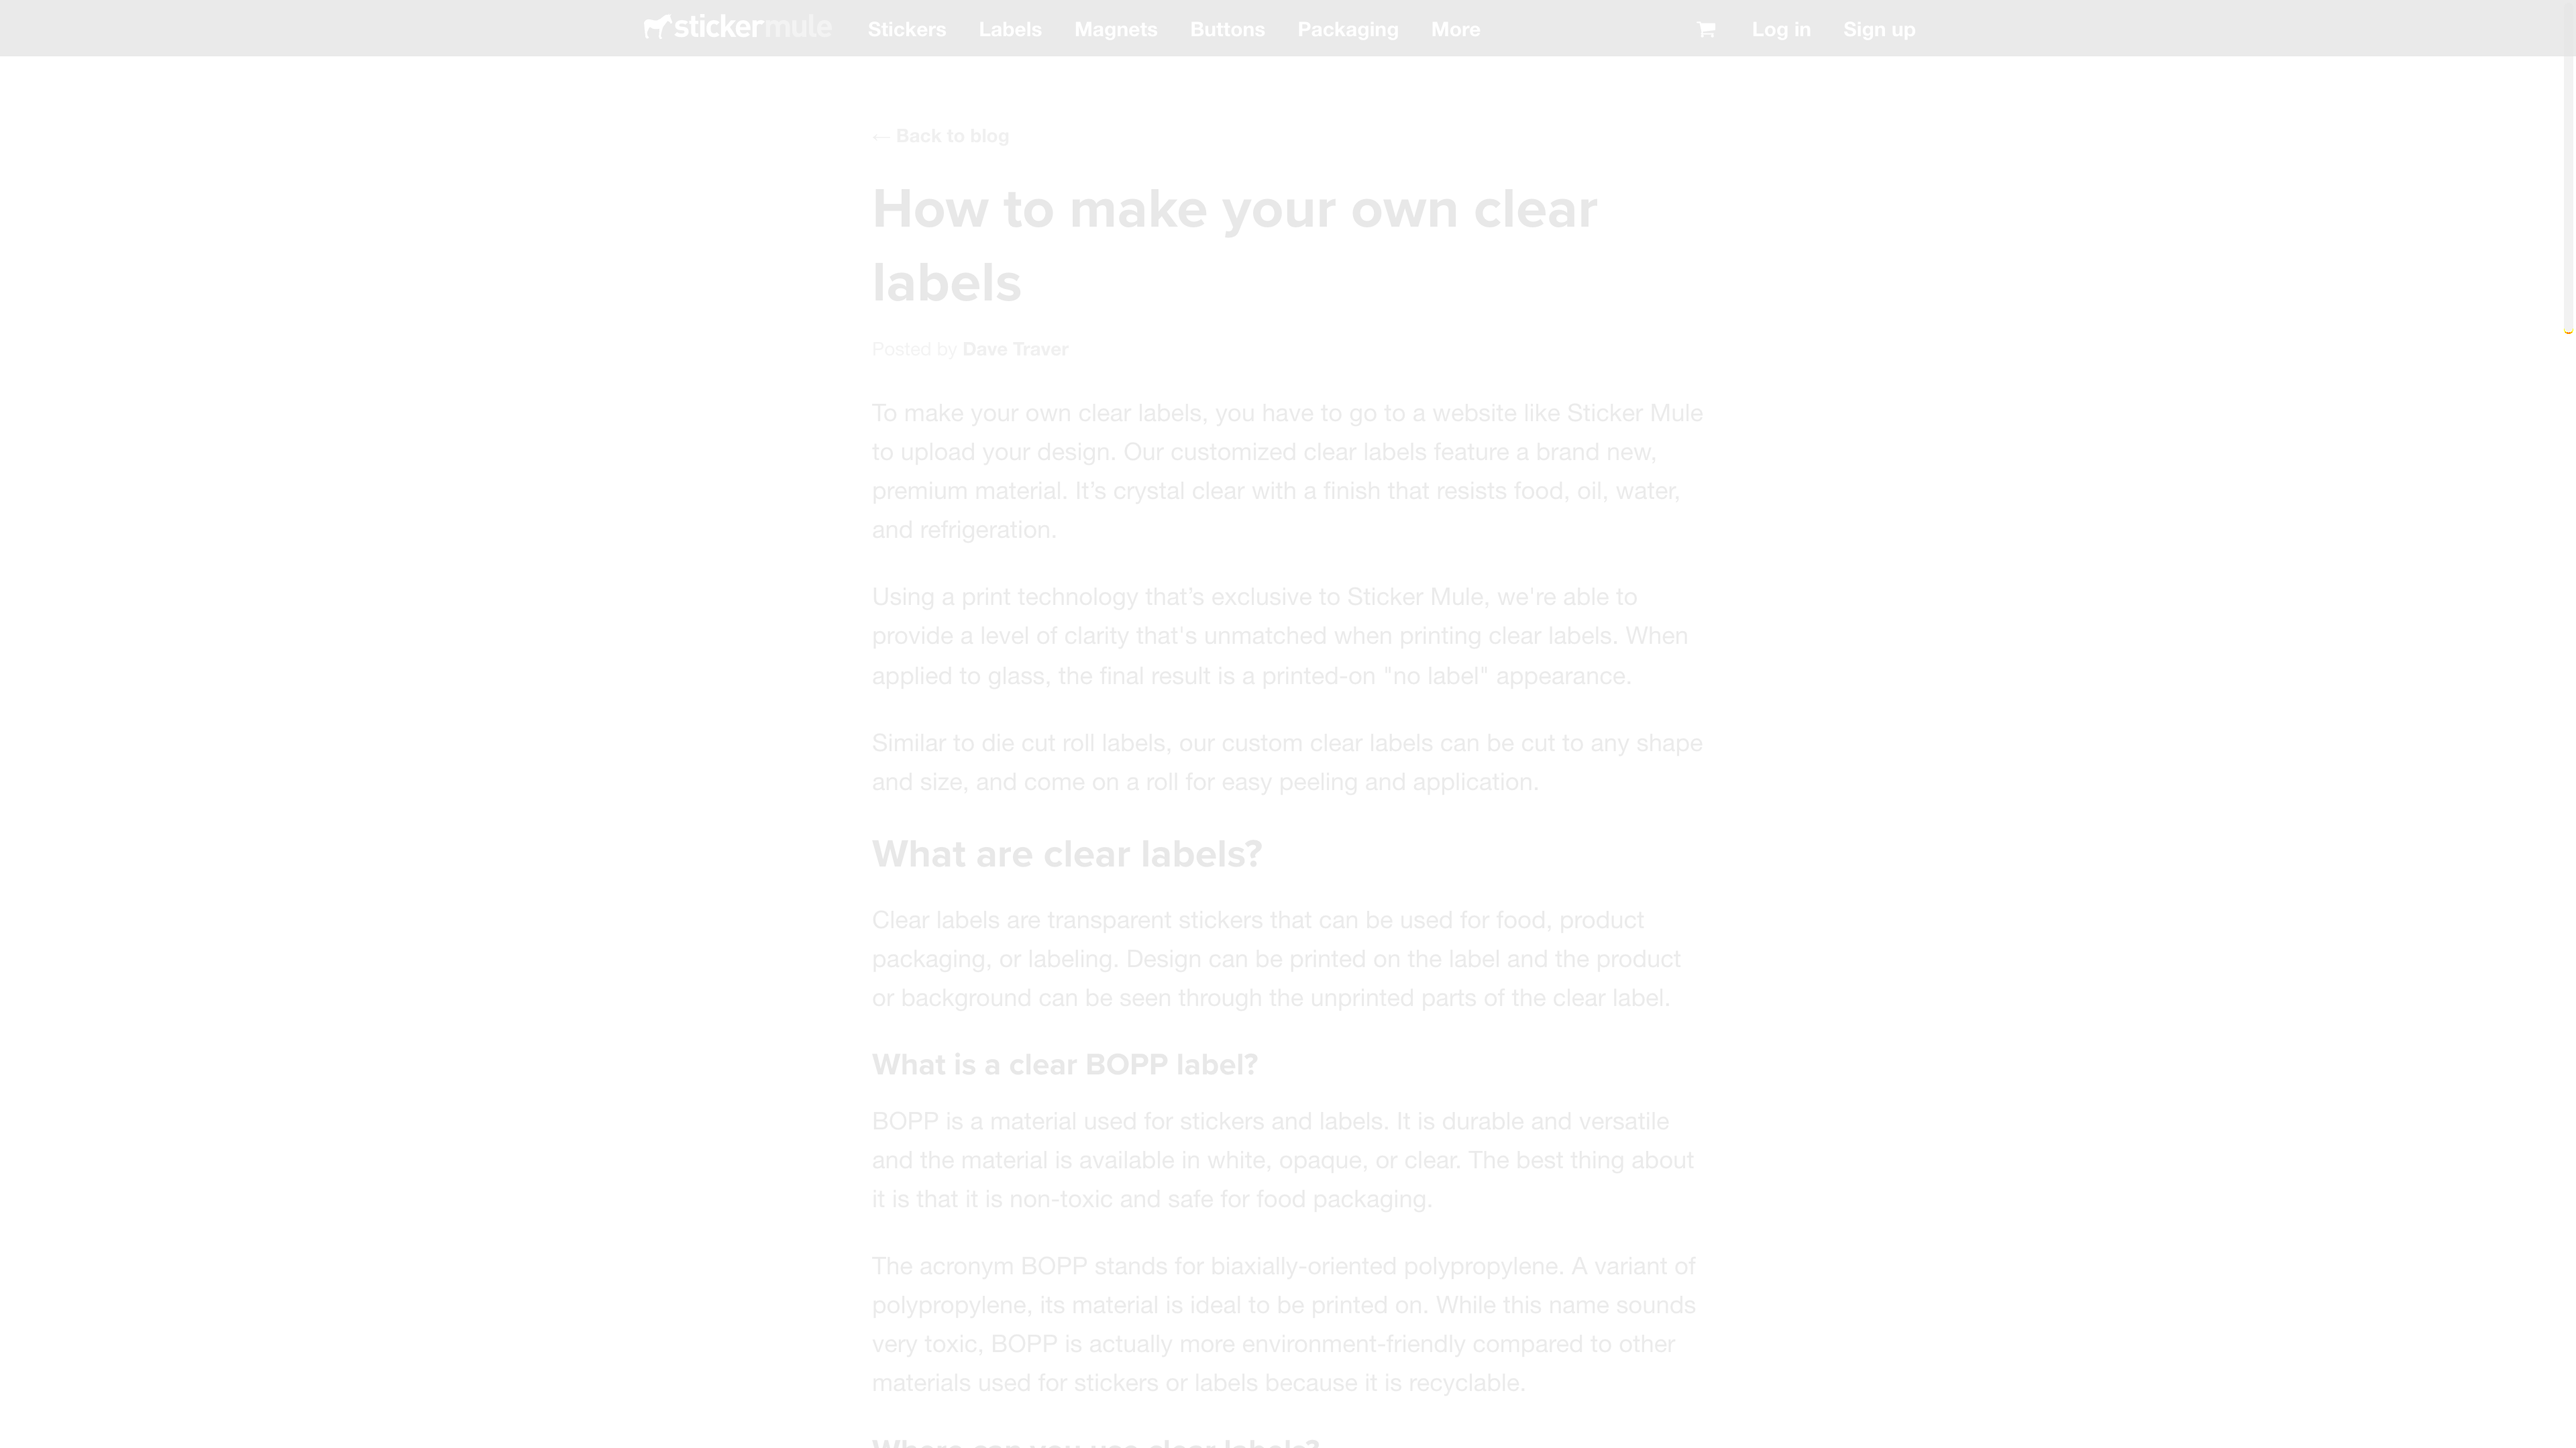 stickermule Stickers Labels Magnets Buttons Packaging More Log in Sign up
← Back to blog
How to make your own clear
labels
Posted by Dave Traver
To make your own clear labels, you have to go to a website like Sticker Mule
to upload your design. Our customized clear labels feature a brand new,
premium material. It’s crystal clear with a finish that resists food, oil, water,
and refrigeration.
Using a print technology that’s exclusive to Sticker Mule, we're able to
provide a level of clarity that's unmatched when printing clear labels. When
applied to glass, the final result is a printed-on "no label" appearance.
Similar to die cut roll labels, our custom clear labels can be cut to any shape
and size, and come on a roll for easy peeling and application.
What are clear labels?
Clear labels are transparent stickers that can be used for food, product
packaging, or labeling. Design can be printed on the label and the product
or background can be seen through the unprinted parts of the clear label.
What is a clear BOPP label?
BOPP is a material used for stickers and labels. It is durable and versatile
and the material is available in white, opaque, or clear. The best thing about
it is that it is non-toxic and safe for food packaging.
The acronym BOPP stands for biaxially-oriented polypropylene. A variant of
polypropylene, its material is ideal to be printed on. While this name sounds
very toxic, BOPP is actually more environment-friendly compared to other
materials used for stickers or labels because it is recyclable.
Where can you use clear labels?